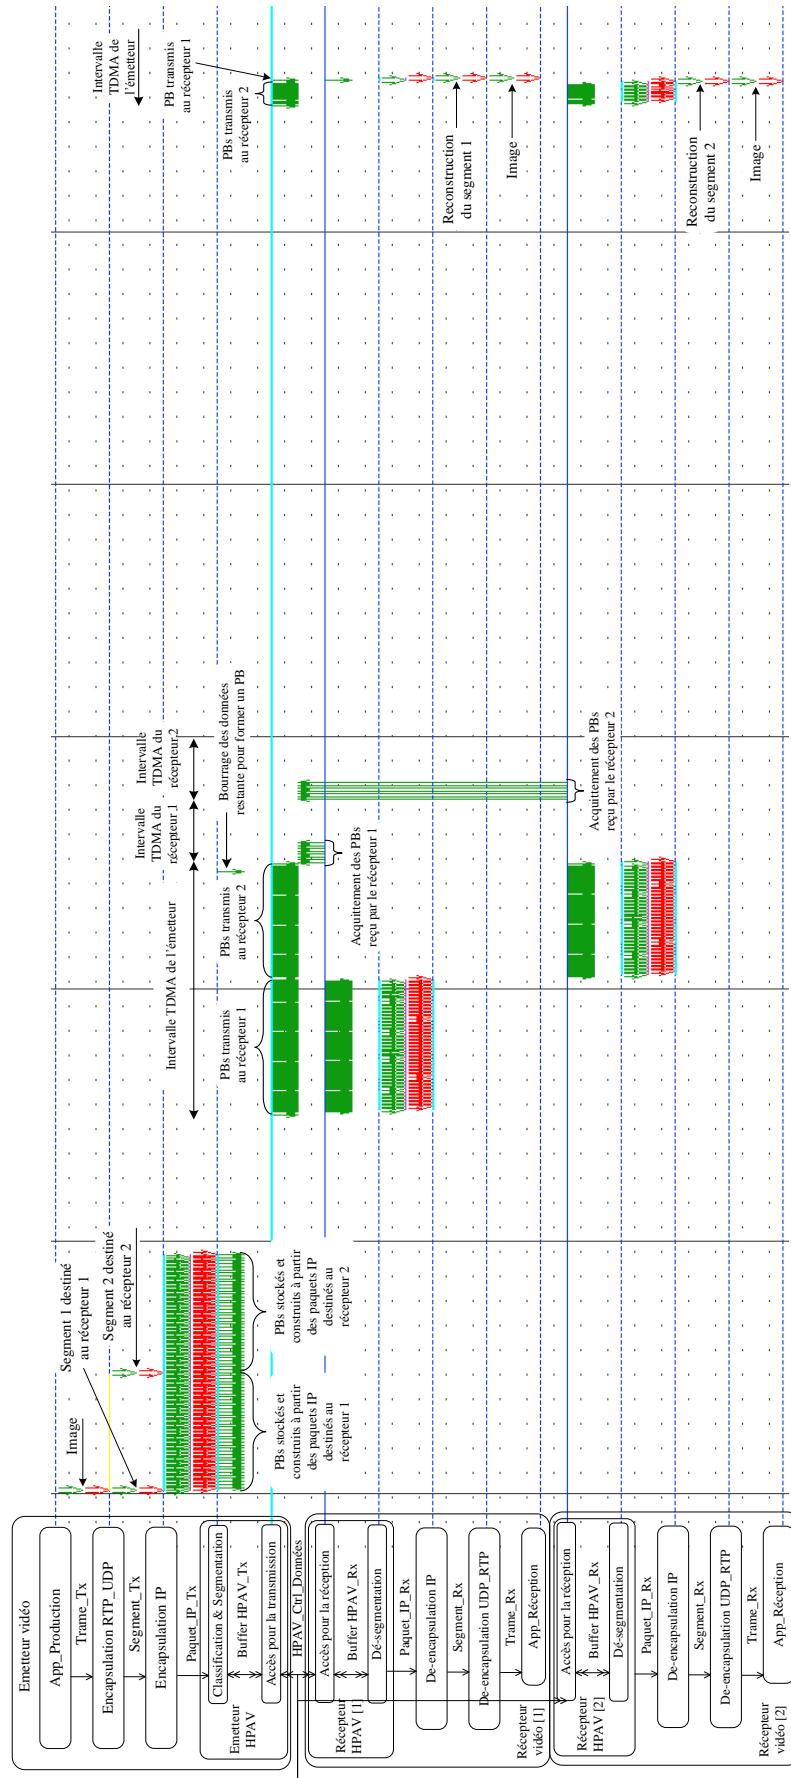 Emetteur vidéo
App_Production
Trame_Tx
Encapsulation RTP_UDP
Segment_Tx
Encapsulation IP
Paquet_IP_Tx
Emetteur
HPAV
Classification & Segmentation
Buffer HPAV_Tx
Accès pour la transmission
HPAV_Ctrl_Données
Récepteur
HPAV [1]
Accès pour la réception
Buffer HPAV_Rx
Dé-segmentation
Paquet_IP_Rx
De-encapsulation IP
Segment_Rx
De-encapsulation UDP_RTP
Trame_Rx
App_Réception
Récepteur
vidéo [1]
Récepteur
HPAV [2]
Accès pour la réception
Buffer HPAV_Rx
Dé-segmentation
Paquet_IP_Rx
De-encapsulation IP
Segment_Rx
De-encapsulation UDP_RTP
Trame_Rx
App_Réception
Récepteur
vidéo [2]
Image
Segment 1 destiné
au récepteur 1
Segment 2 destiné
au récepteur 2
PBs stockés et
construits à partir
des paquets IP
destinés au
récepteur 1
PBs stockés et
construits à partir
des paquets IP
destinés au
récepteur 2
Intervalle TDMA de l'émetteur
PBs transmis
au récepteur 1
PBs transmis
au récepteur 2
Intervalle
TDMA du
récepteur 1
Intervalle
TDMA du
récepteur 2
Bourrage des données
restante pour former un PB
Acquittement des PBs
reçu par le récepteur 1
Acquittement des PBs
reçu par le récepteur 2
Intervalle
TDMA de
l'émetteur
PB transmis
au récepteur 1
PBs transmis
au récepteur 2
Reconstruction
du segment 1
Image
Reconstruction
du segment 2
Image